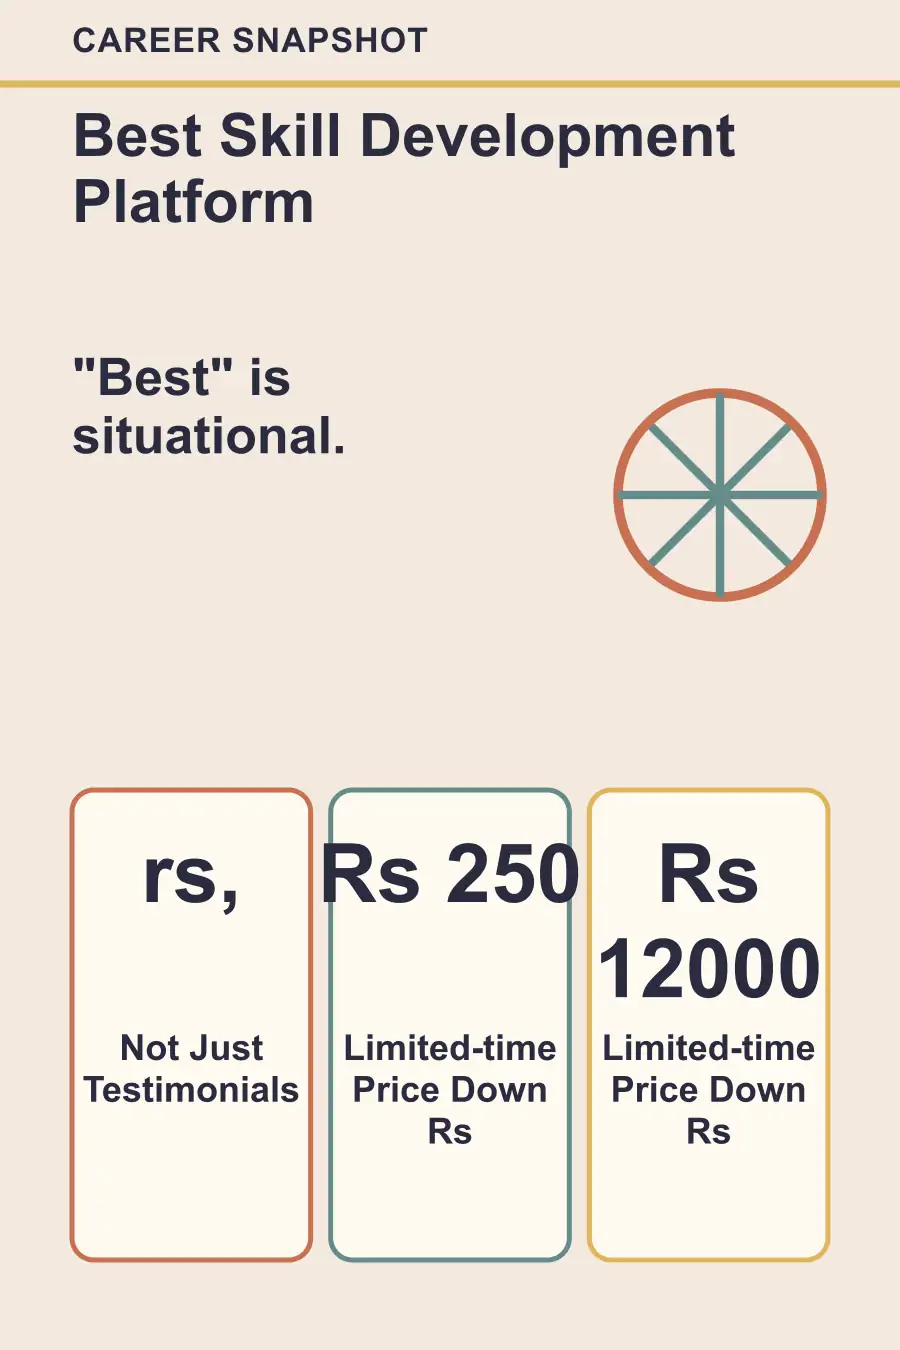 CAREER SNAPSHOT
Best Skill Development
Platform
"Best" is
situational.
rs,
Not Just
Testimonials
Rs 250
Limited-time
Price Down
Rs
Rs
12000
Limited-time
Price Down
Rs